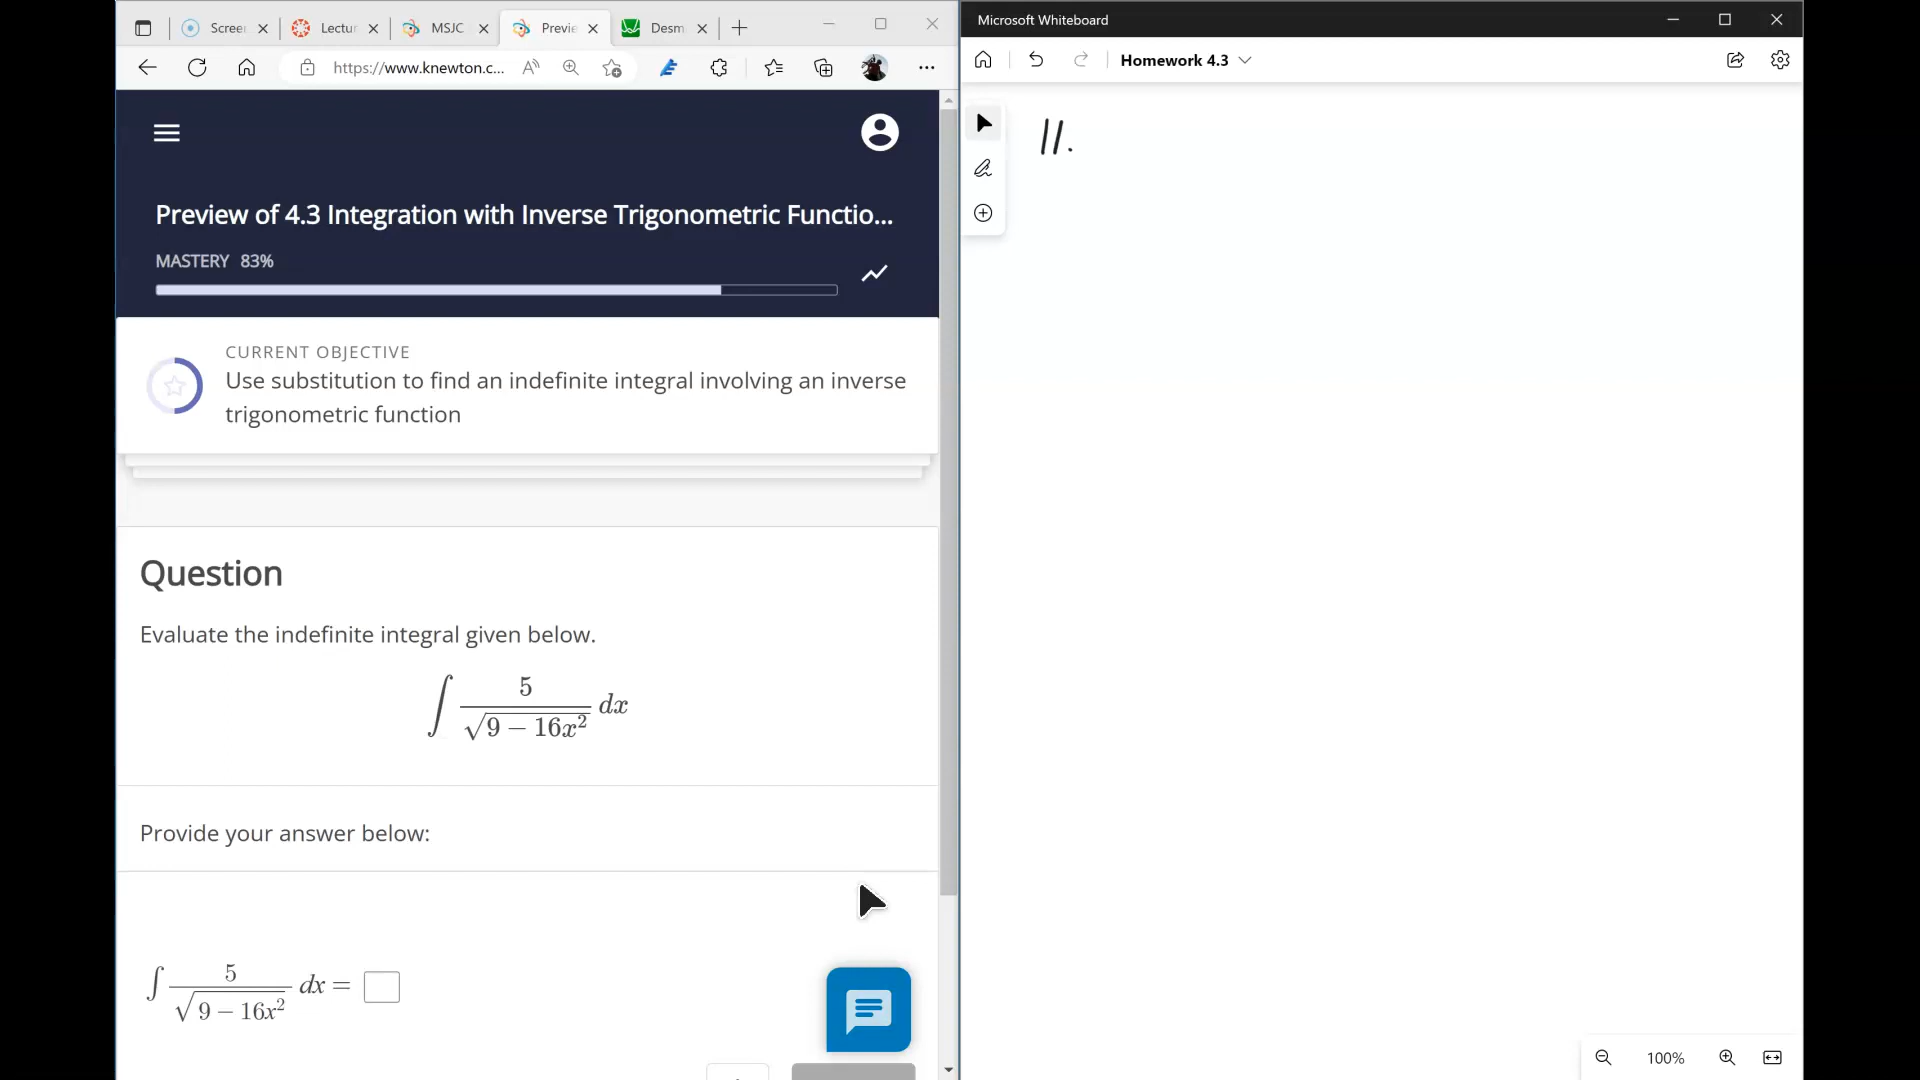 Scree
Lectur
MSJC
Previe
Desm
https://www.knewton.c...
Preview of 4.3 Integration with Inverse Trigonometric Functio...
MASTERY 83%
CURRENT OBJECTIVE
Use substitution to find an indefinite integral involving an inverse
trigonometric function
Question
Evaluate the indefinite integral given below.
∫ 5/√(9 − 16x²) dx
Provide your answer below:
∫ 5/√(9 − 16x²) dx =
Microsoft Whiteboard
Homework 4.3
11.
100%